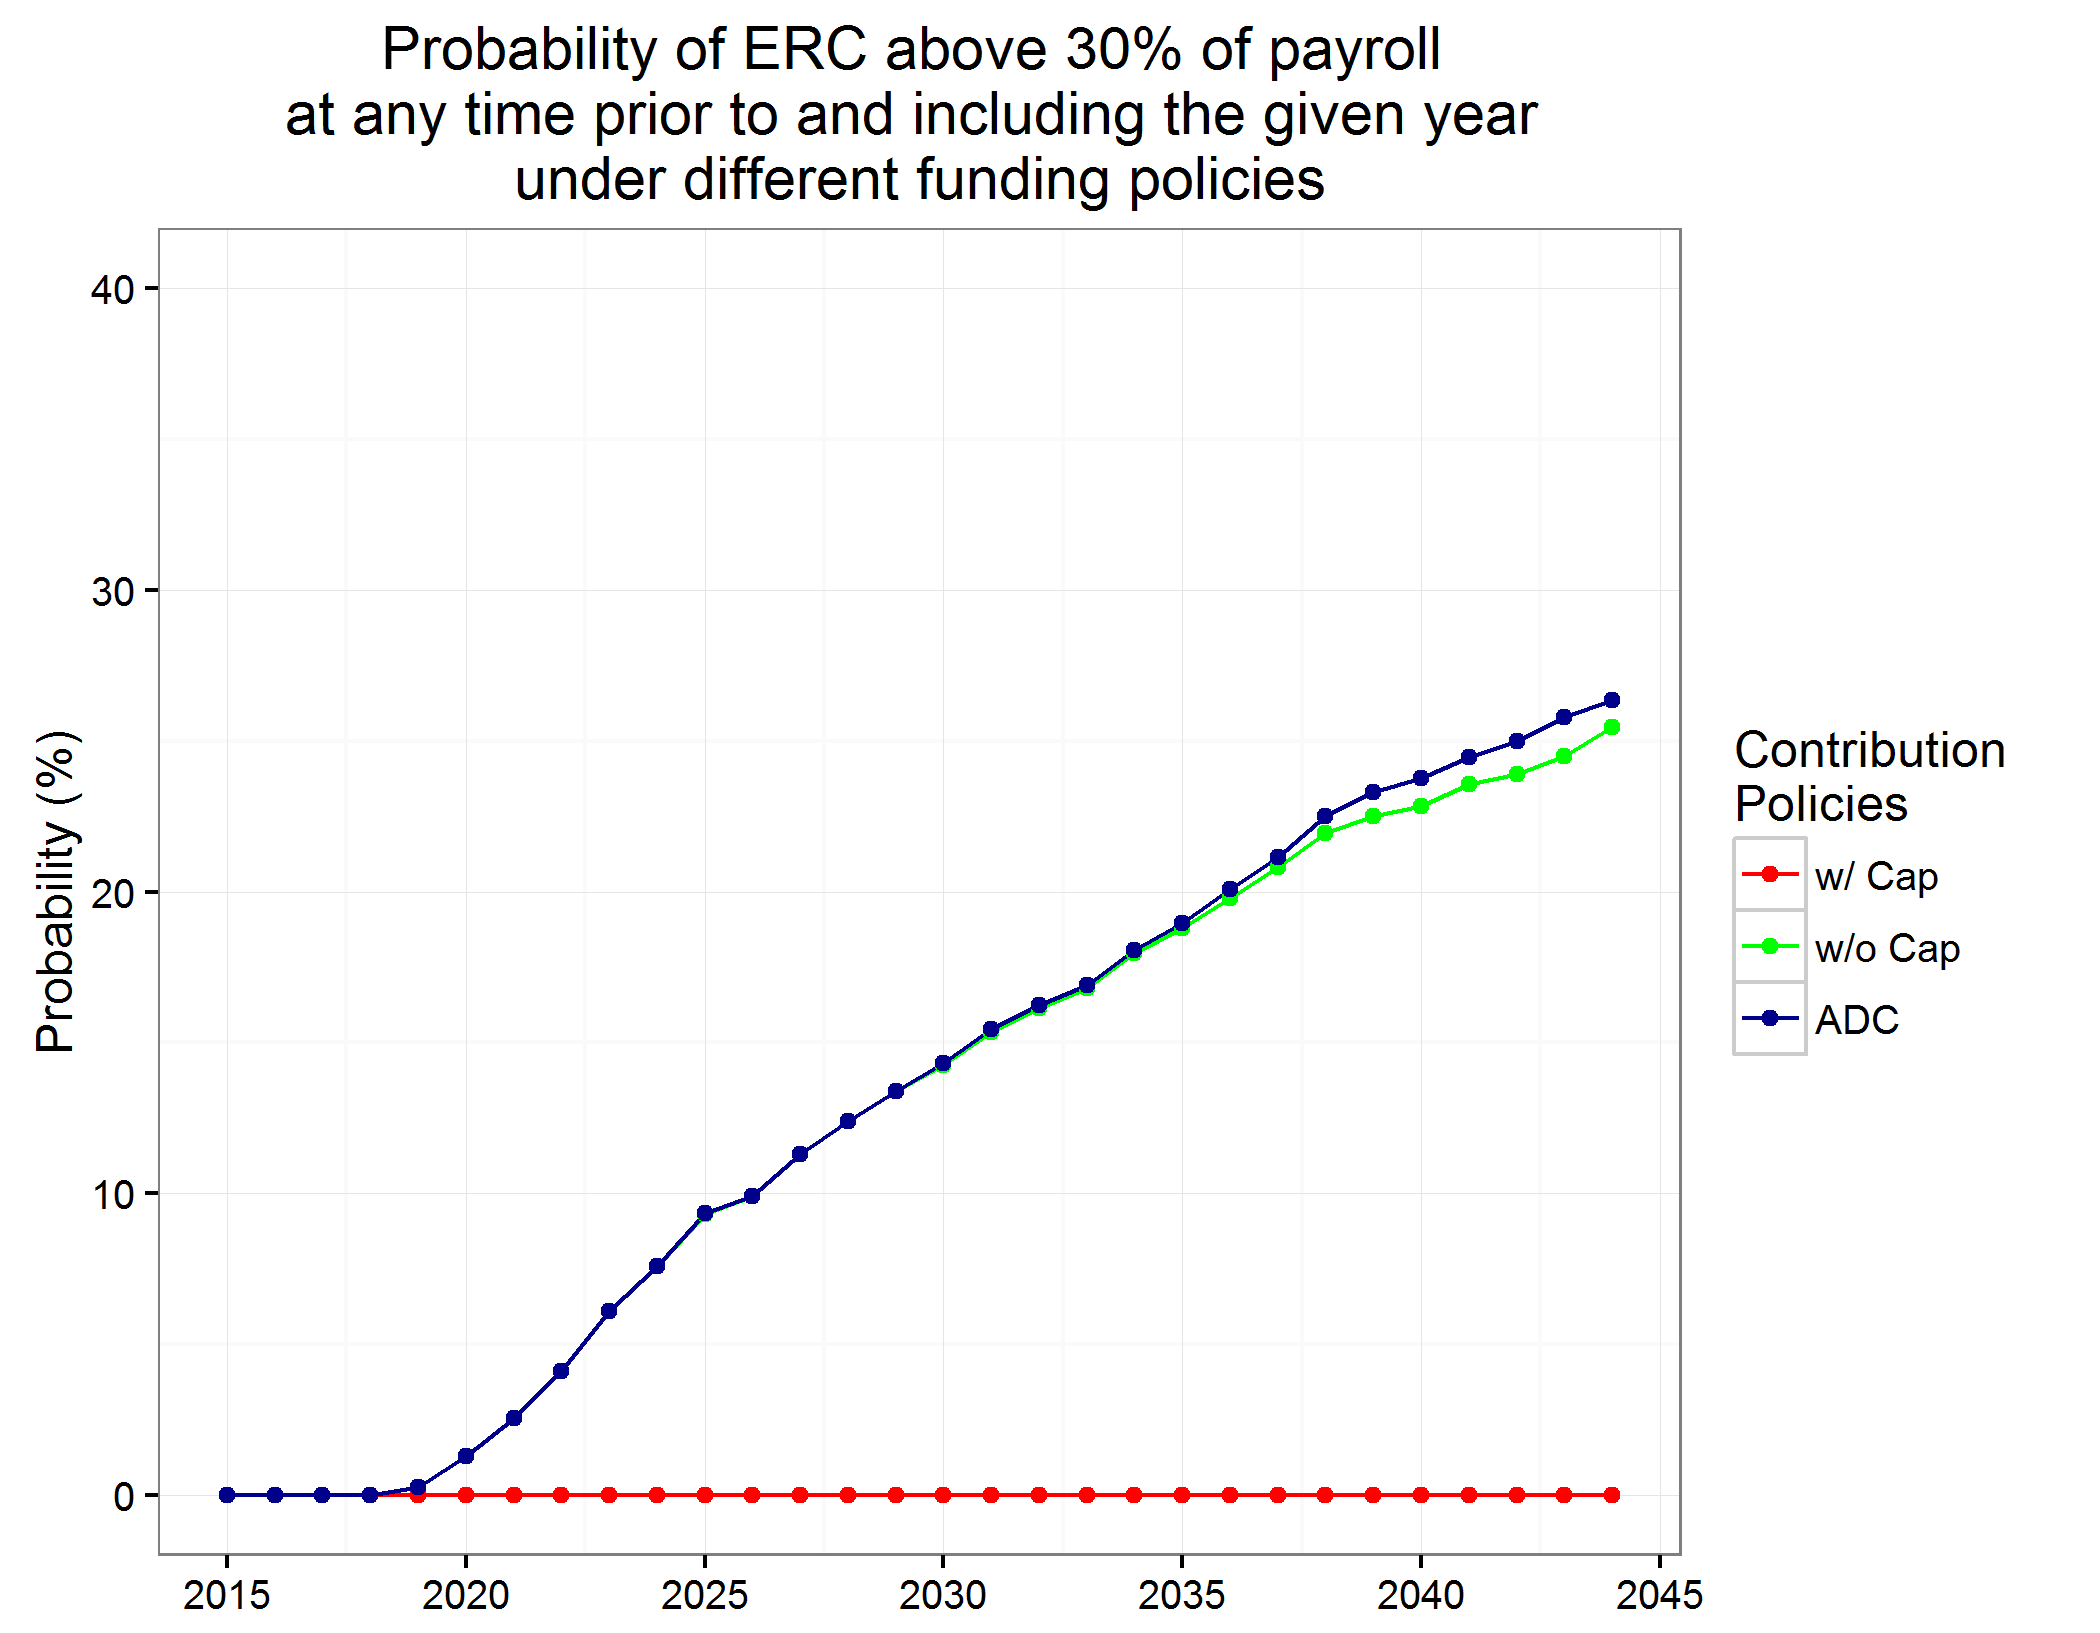 Probability of ERC above 30% of payroll
at any time prior to and including the given year
under different funding policies
40
30
20
10
0
Probability (%)
2015
2020
2025
2030
2035
2040
2045
Contribution
Policies
w/ Cap
w/o Cap
ADC